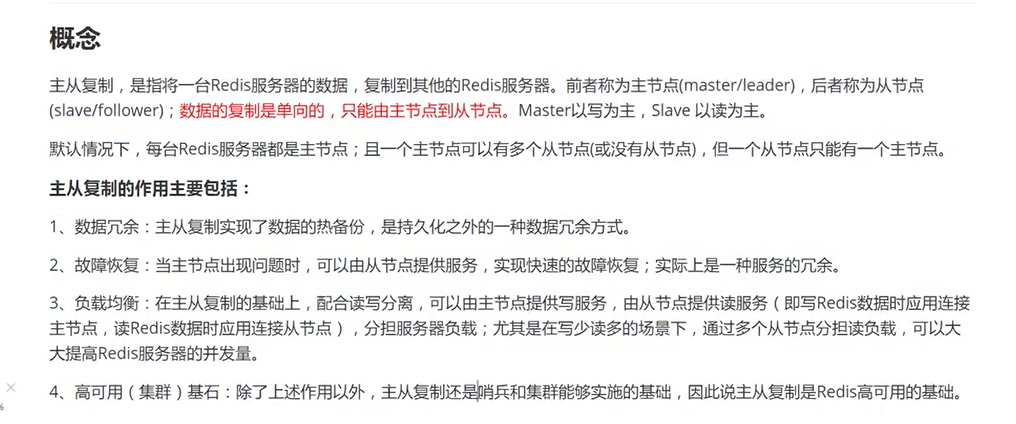 概念
主从复制，是指将一台Redis服务器的数据，复制到其他的Redis服务器。前者称为主节点(master/leader)，后者称为从节点
(slave/follower)；数据的复制是单向的，只能由主节点到从节点。Master以写为主，Slave 以读为主。
默认情况下，每台Redis服务器都是主节点；且一个主节点可以有多个从节点(或没有从节点)，但一个从节点只能有一个主节点。
主从复制的作用主要包括：
1、数据冗余：主从复制实现了数据的热备份，是持久化之外的一种数据冗余方式。
2、故障恢复：当主节点出现问题时，可以由从节点提供服务，实现快速的故障恢复；实际上是一种服务的冗余。
3、负载均衡：在主从复制的基础上，配合读写分离，可以由主节点提供写服务，由从节点提供读服务（即写Redis数据时应用连接
主节点，读Redis数据时应用连接从节点），分担服务器负载；尤其是在写少读多的场景下，通过多个从节点分担读负载，可以大
大提高Redis服务器的并发量。
4、高可用（集群）基石：除了上述作用以外，主从复制还是哨兵和集群能够实施的基础，因此说主从复制是Redis高可用的基础。
%